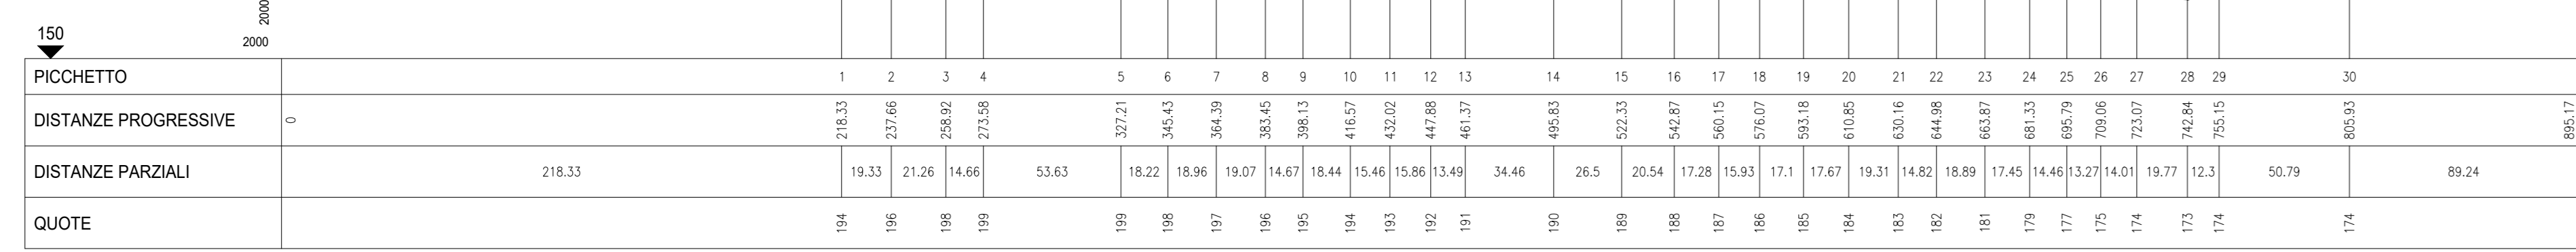 2000
150
2000
PICCHETTO 1 2 3 4 5 6 7 8 9 10 11 12 13 14 15 16 17 18 19 20 21 22 23 24 25 26 27 28 29 30
DISTANZE PROGRESSIVE 0 218.33 237.66 258.92 273.58 327.21 345.43 364.39 383.45 398.13 416.57 432.02 447.88 461.37 495.83 522.33 542.87 560.15 576.07 593.18 610.85 630.16 644.98 663.87 681.33 695.79 709.06 723.07 742.84 755.15 805.93 895.17
DISTANZE PARZIALI 218.33 19.33 21.26 14.66 53.63 18.22 18.96 19.07 14.67 18.44 15.46 15.86 13.49 34.46 26.5 20.54 17.28 15.93 17.1 17.67 19.31 14.82 18.89 17.45 14.46 13.27 14.01 19.77 12.3 50.79 89.24
QUOTE 194 196 198 199 199 198 197 196 195 194 193 192 191 190 189 188 187 186 185 184 183 182 181 179 177 175 174 173 174 174